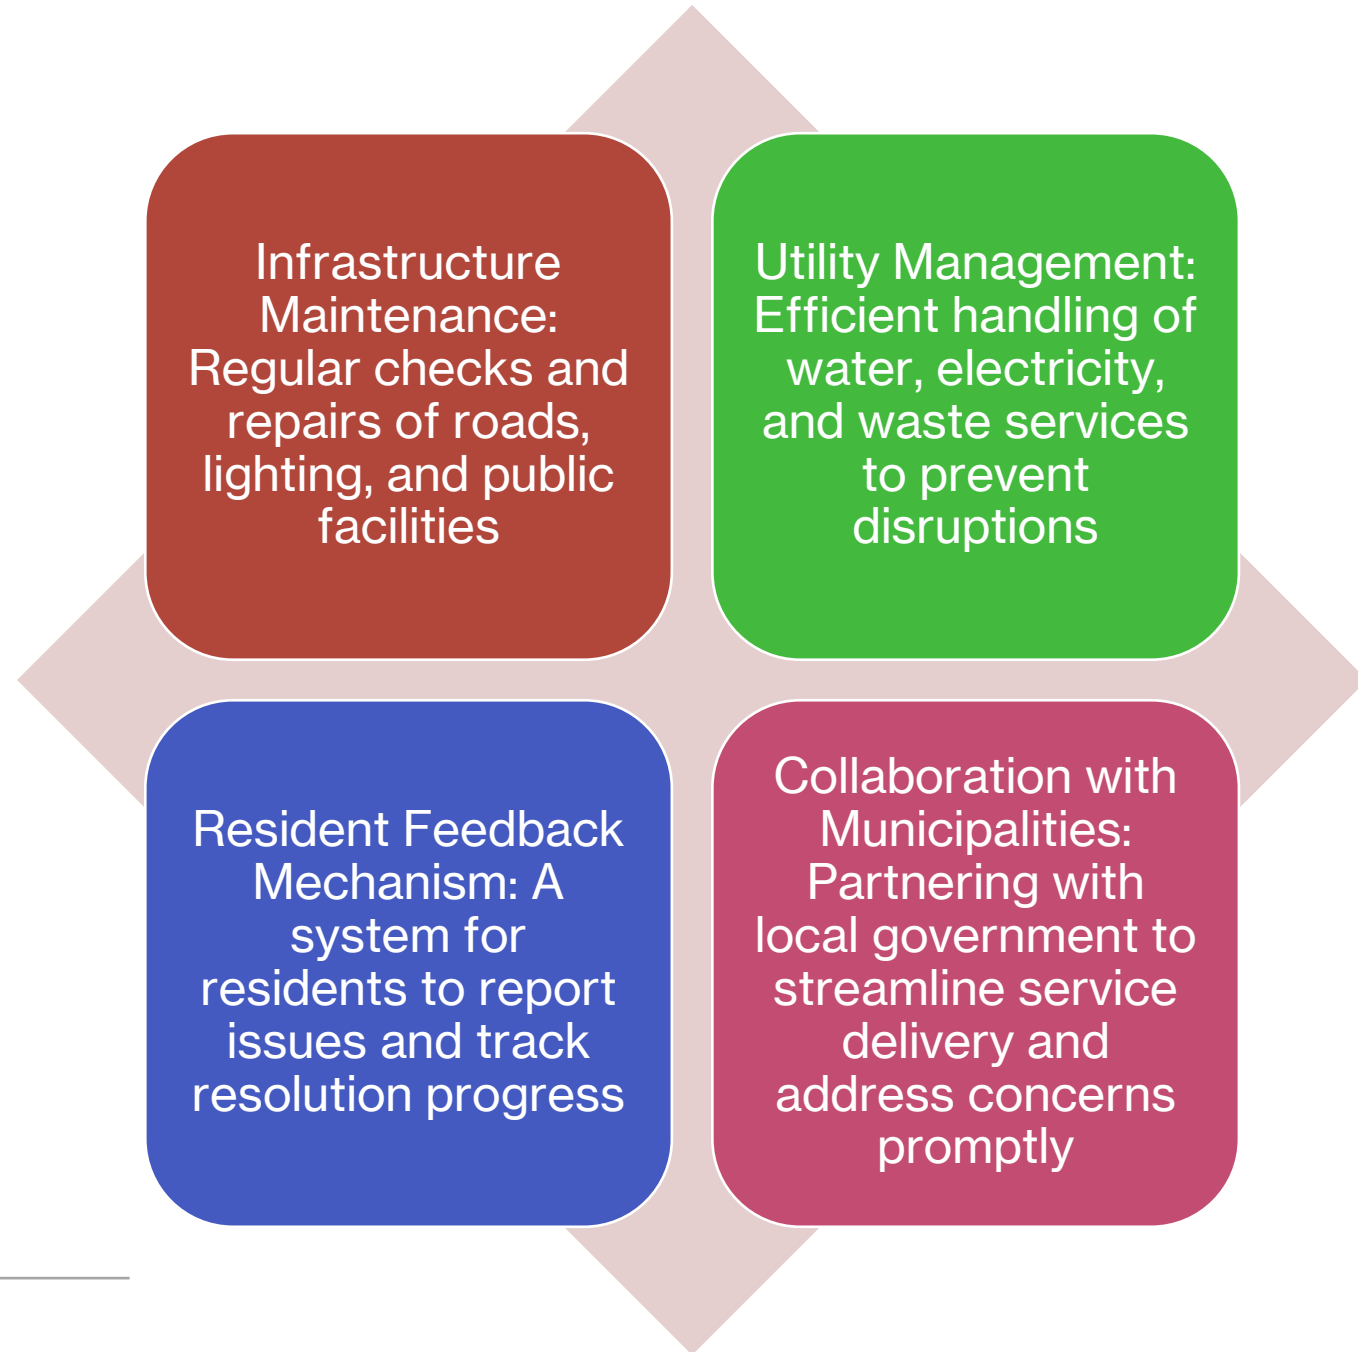 Infrastructure
Maintenance:
Regular checks and
repairs of roads,
lighting, and public
facilities
Utility Management:
Efficient handling of
water, electricity,
and waste services
to prevent
disruptions
Resident Feedback
Mechanism: A
system for
residents to report
issues and track
resolution progress
Collaboration with
Municipalities:
Partnering with
local government to
streamline service
delivery and
address concerns
promptly